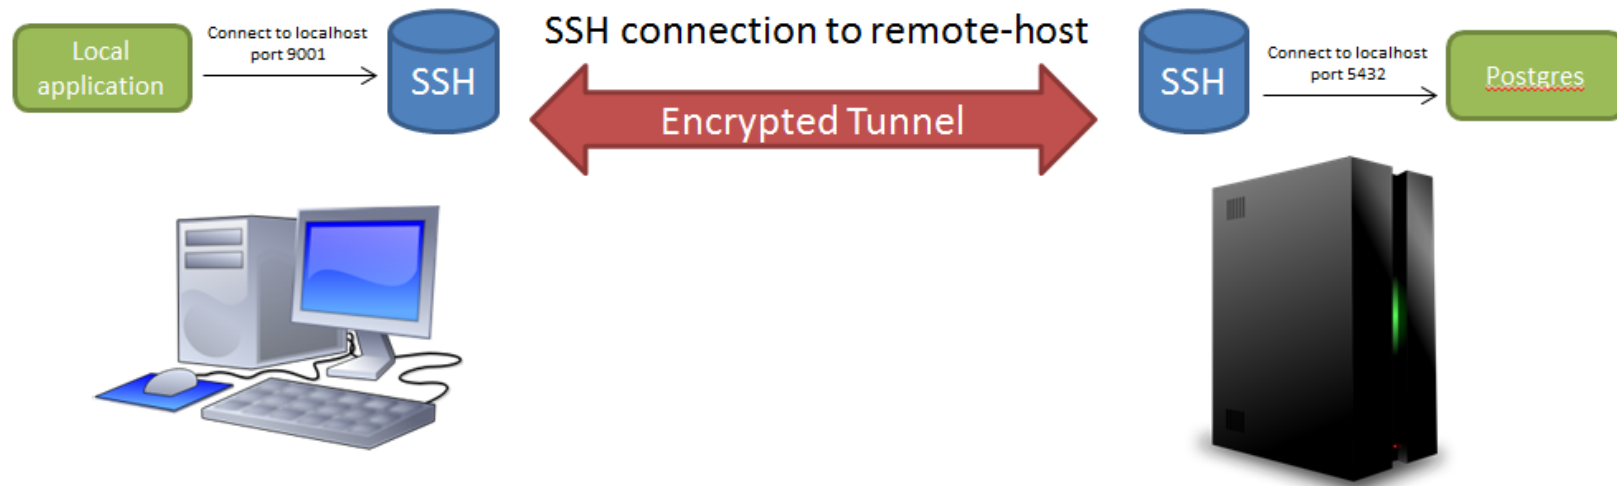 Local
application
Connect to localhost
port 9001
SSH
SSH connection to remote-host
Encrypted Tunnel
SSH
Connect to localhost
port 5432
Postgres